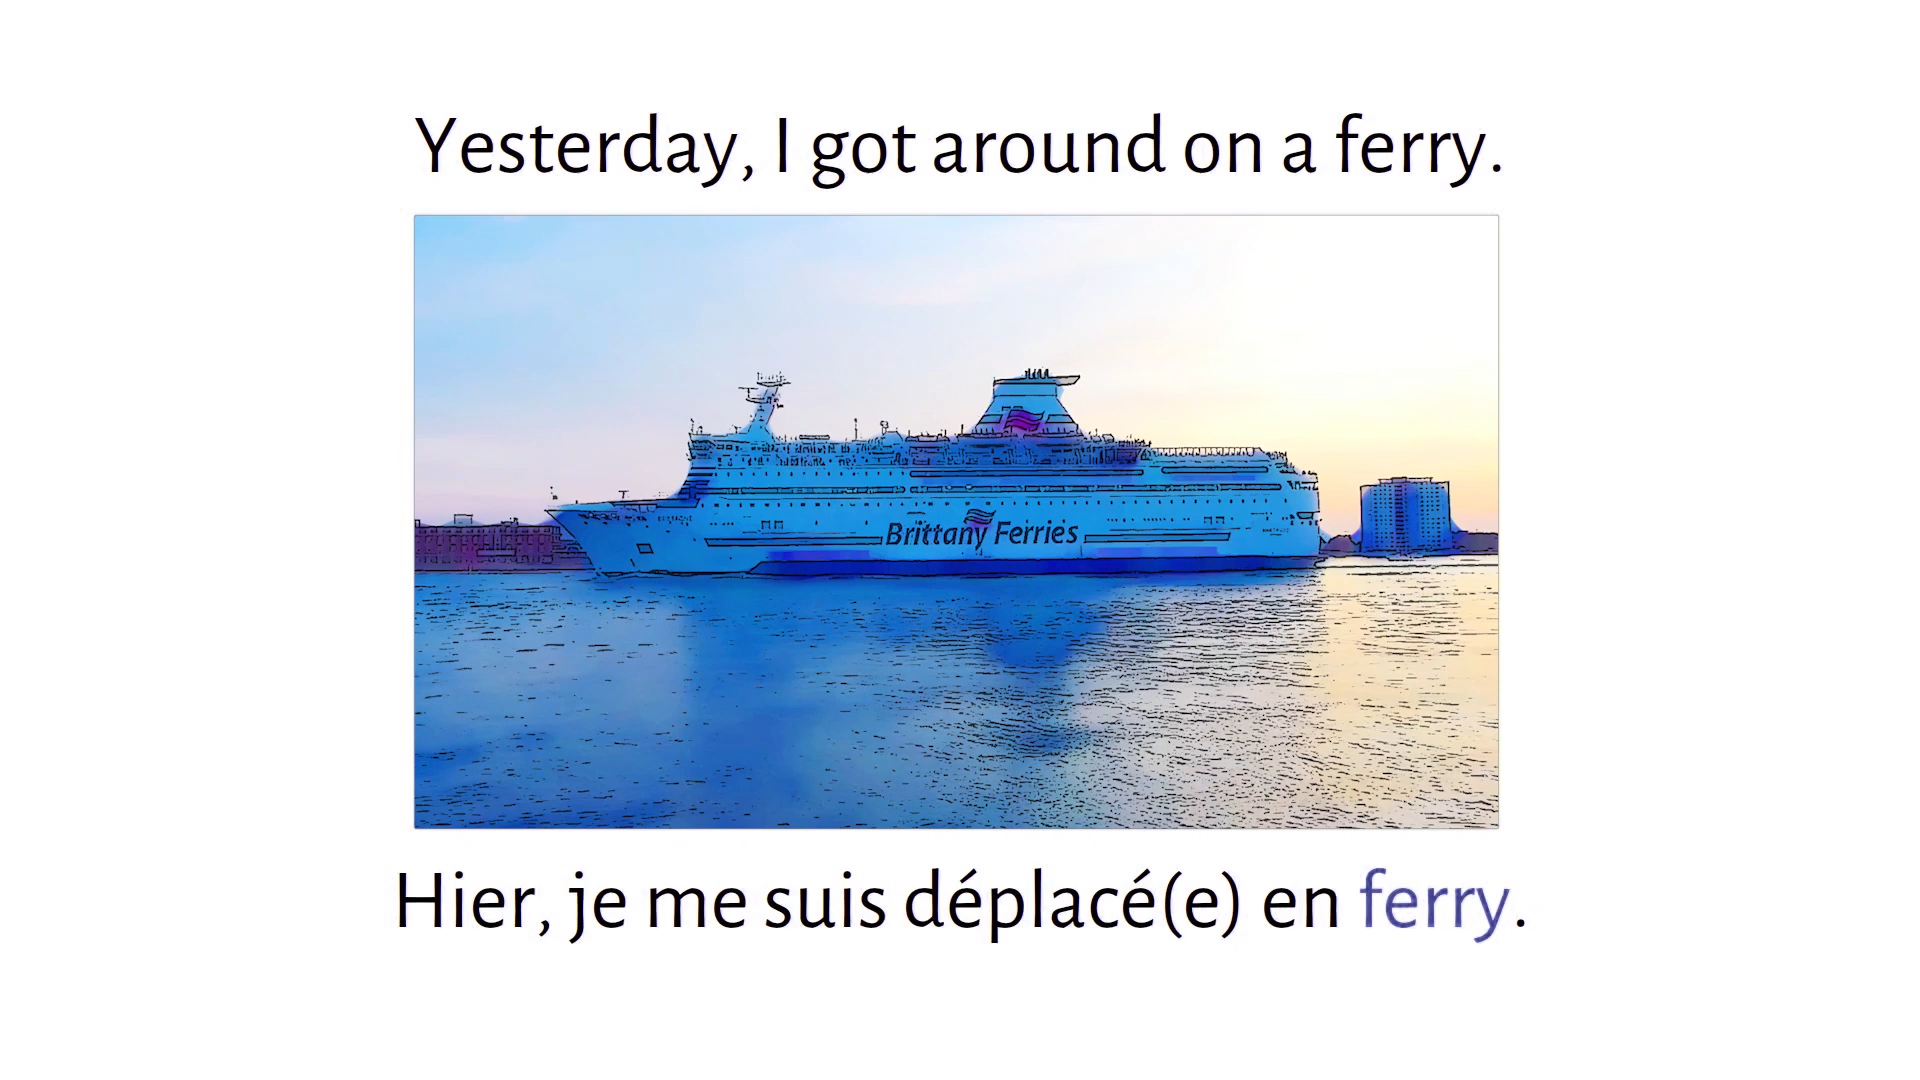 Yesterday, I got around on a ferry.
Brittany Ferries
Hier, je me suis déplacé(e) en ferry.